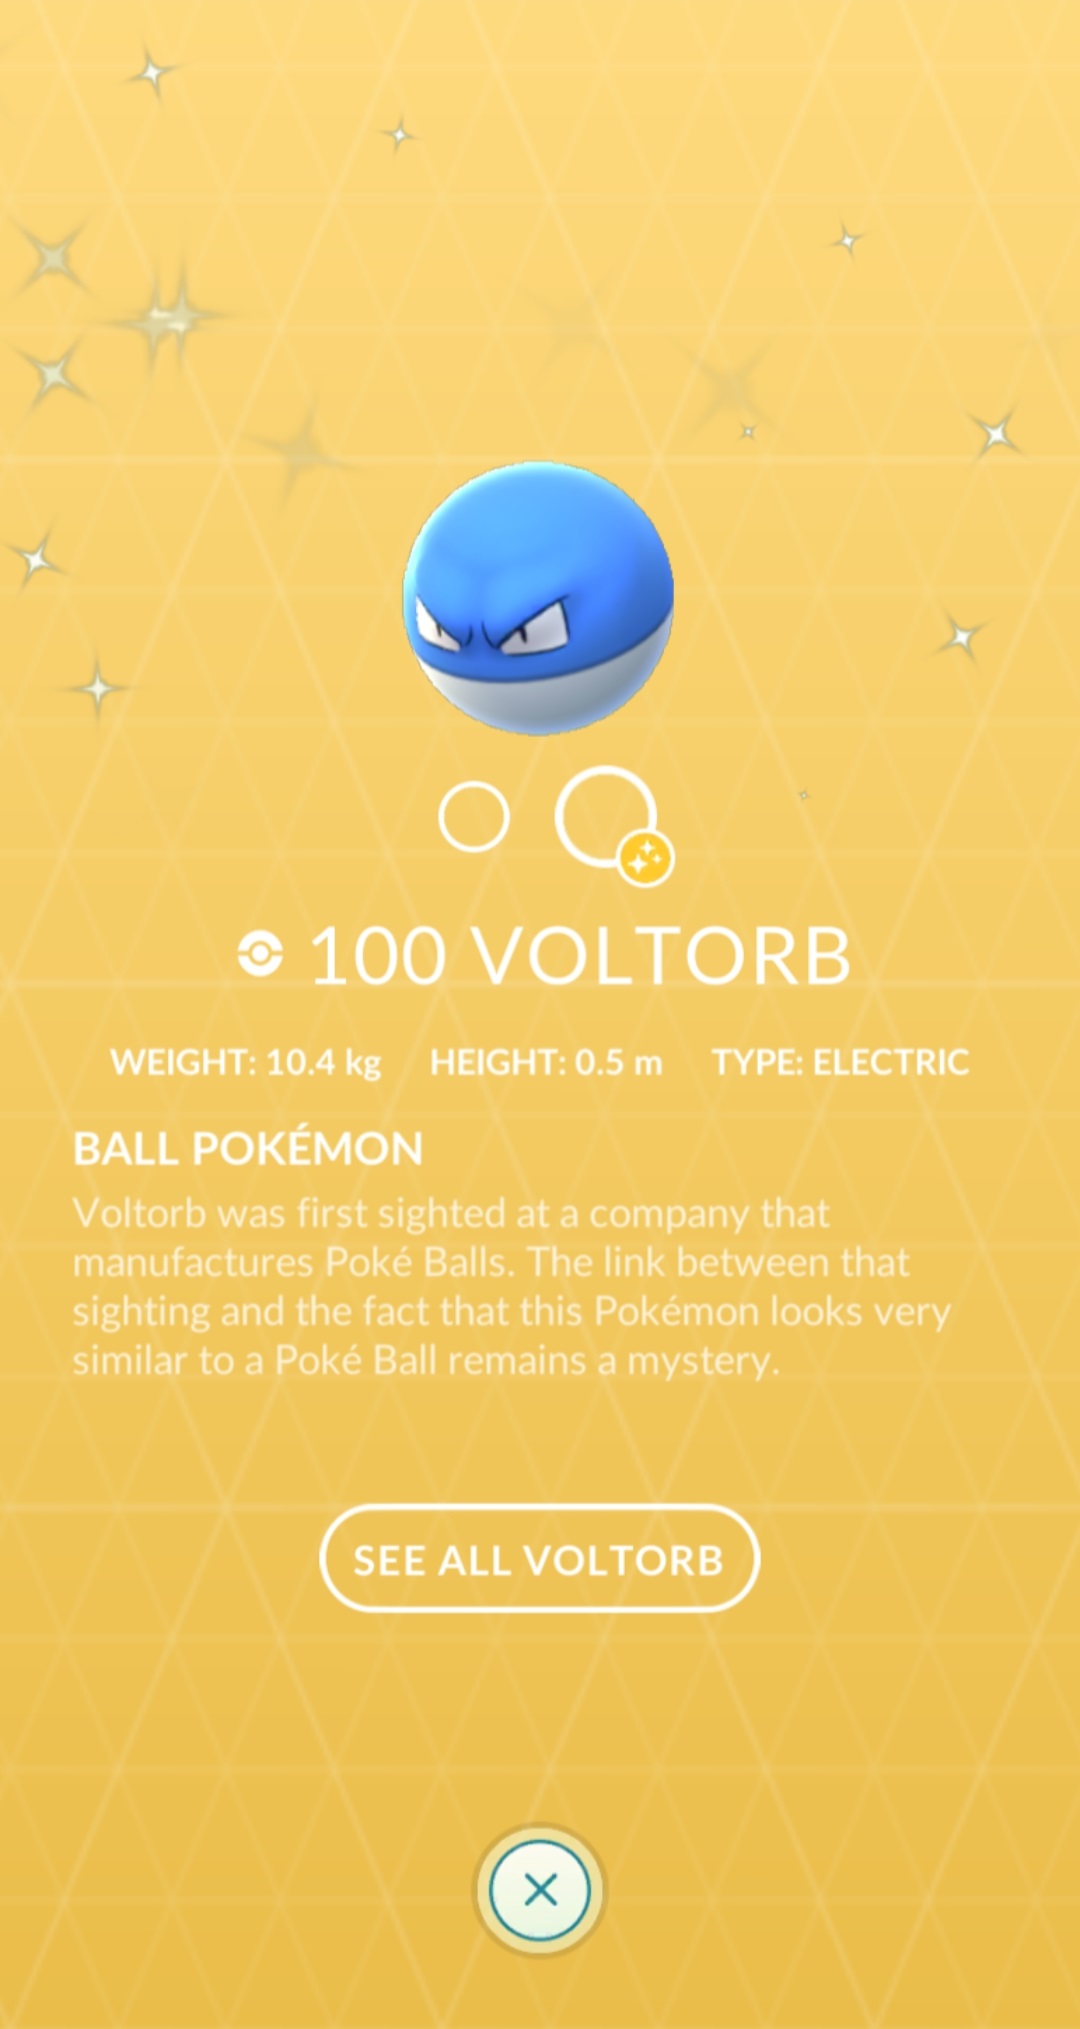 100 VOLTORB
WEIGHT: 10.4 kg HEIGHT: 0.5 m TYPE: ELECTRIC
BALL POKÉMON
Voltorb was first sighted at a company that
manufactures Poké Balls. The link between that
sighting and the fact that this Pokémon looks very
similar to a Poké Ball remains a mystery.
SEE ALL VOLTORB